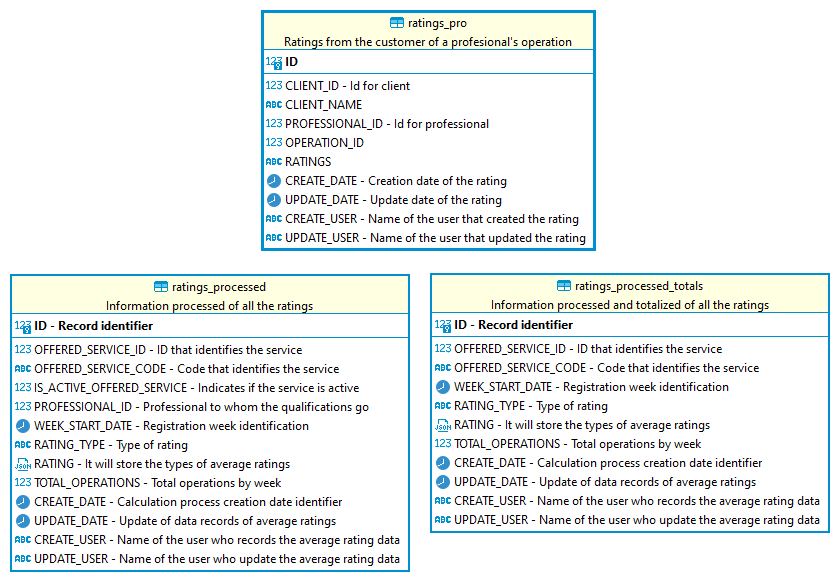 ratings_pro
Ratings from the customer of a profesional's operation
123 ID
123 CLIENT_ID - Id for client
ABC CLIENT_NAME
123 PROFESSIONAL_ID - Id for professional
123 OPERATION_ID
ABC RATINGS
CREATE_DATE - Creation date of the rating
UPDATE_DATE - Update date of the rating
ABC CREATE_USER - Name of the user that created the rating
ABC UPDATE_USER - Name of the user that updated the rating
ratings_processed
Information processed of all the ratings
123 ID - Record identifier
123 OFFERED_SERVICE_ID - ID that identifies the service
ABC OFFERED_SERVICE_CODE - Code that identifies the service
123 IS_ACTIVE_OFFERED_SERVICE - Indicates if the service is active
123 PROFESSIONAL_ID - Professional to whom the qualifications go
WEEK_START_DATE - Registration week identification
ABC RATING_TYPE - Type of rating
JSON RATING - It will store the types of average ratings
123 TOTAL_OPERATIONS - Total operations by week
CREATE_DATE - Calculation process creation date identifier
UPDATE_DATE - Update of data records of average ratings
ABC CREATE_USER - Name of the user who records the average rating data
ABC UPDATE_USER - Name of the user who update the average rating data
ratings_processed_totals
Information processed and totalized of all the ratings
123 ID - Record identifier
123 OFFERED_SERVICE_ID - ID that identifies the service
ABC OFFERED_SERVICE_CODE - Code that identifies the service
WEEK_START_DATE - Registration week identification
ABC RATING_TYPE - Type of rating
JSON RATING - It will store the types of average ratings
123 TOTAL_OPERATIONS - Total operations by week
CREATE_DATE - Calculation process creation date identifier
UPDATE_DATE - Update of data records of average ratings
ABC CREATE_USER - Name of the user who records the average rating data
ABC UPDATE_USER - Name of the user who update the average rating data